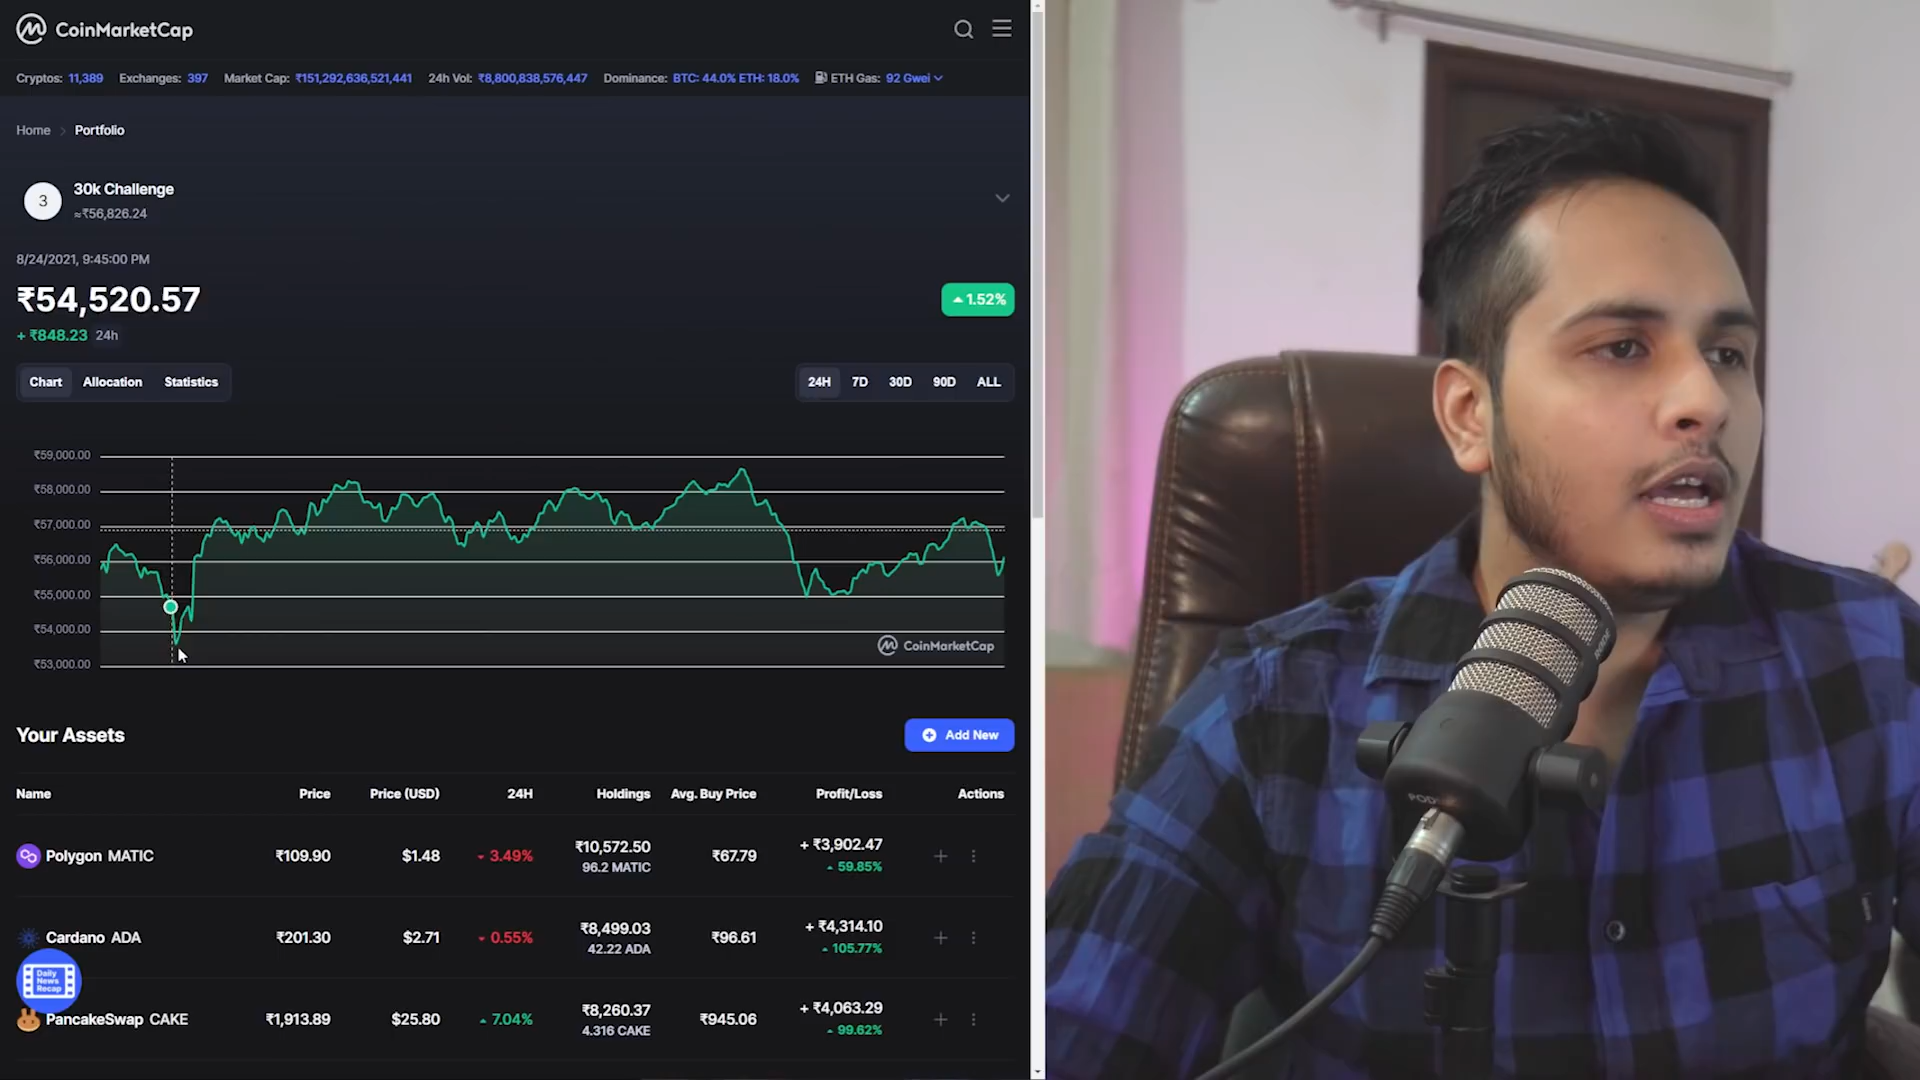 CoinMarketCap
Cryptos: 11,389 Exchanges: 397 Market Cap: ₹151,292,636,521,441 24h Vol: ₹8,800,838,576,447 Dominance: BTC: 44.0% ETH: 18.0% ETH Gas: 92 Gwei
Home > Portfolio
3
30k Challenge
≈₹56,826.24
8/24/2021, 9:45:00 PM
₹54,520.57
1.52%
+ ₹848.23 24h
Chart Allocation Statistics
24H 7D 30D 90D ALL
₹59,000.00
₹58,000.00
₹57,000.00
₹56,000.00
₹55,000.00
₹54,000.00
₹53,000.00
CoinMarketCap
Your Assets
Add New
Name Price Price (USD) 24H Holdings Avg. Buy Price Profit/Loss Actions
Polygon MATIC ₹109.90 $1.48 3.49% ₹10,572.50 ₹67.79 + ₹3,902.47
96.2 MATIC 59.85%
Cardano ADA ₹201.30 $2.71 0.55% ₹8,499.03 ₹96.61 + ₹4,314.10
42.22 ADA 105.77%
Daily
News
Recap
PancakeSwap CAKE ₹1,913.89 $25.80 7.04% ₹8,260.37 ₹945.06 + ₹4,063.29
4.316 CAKE 99.62%
RODE